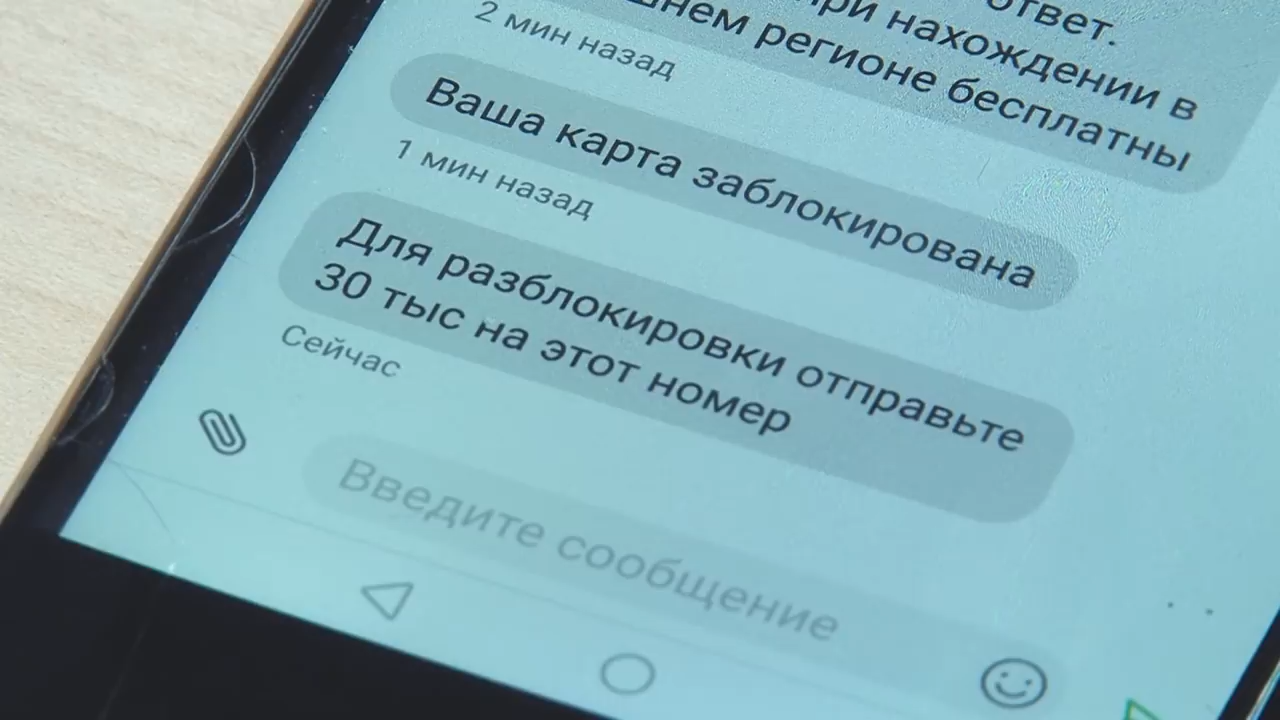 ответ.
при нахождении в
регионе бесплатны
2 мин назад
Ваша карта заблокирована
1 мин назад
Для разблокировки отправьте
30 тыс на этот номер
Сейчас
Введите сообщение